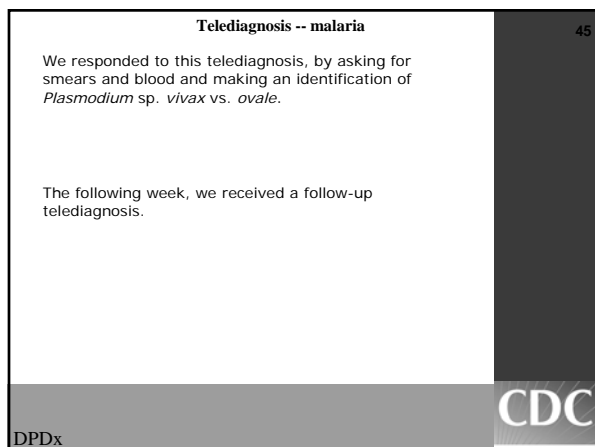 Telediagnosis -- malaria
45
We responded to this telediagnosis, by asking for
smears and blood and making an identification of
Plasmodium sp. vivax vs. ovale.
The following week, we received a follow-up
telediagnosis.
CDC
DPDx